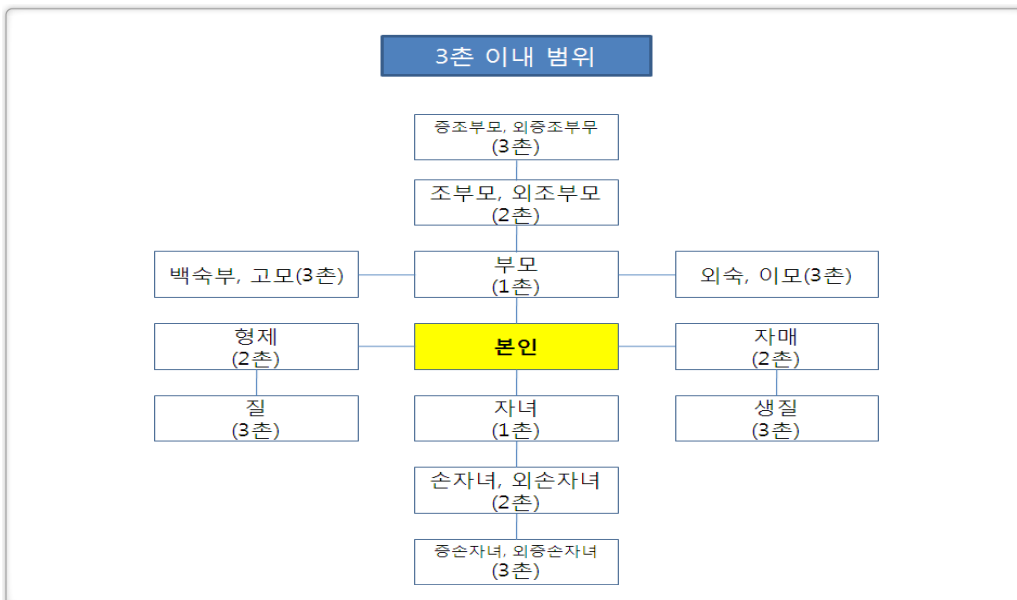 3촌 이내 범위
증조부모, 외증조부무
(3촌)
조부모, 외조부모
(2촌)
백숙부, 고모(3촌)
부모
(1촌)
외숙, 이모(3촌)
형제
(2촌)
본인
자매
(2촌)
질
(3촌)
자녀
(1촌)
생질
(3촌)
손자녀, 외손자녀
(2촌)
증손자녀, 외증손자녀
(3촌)